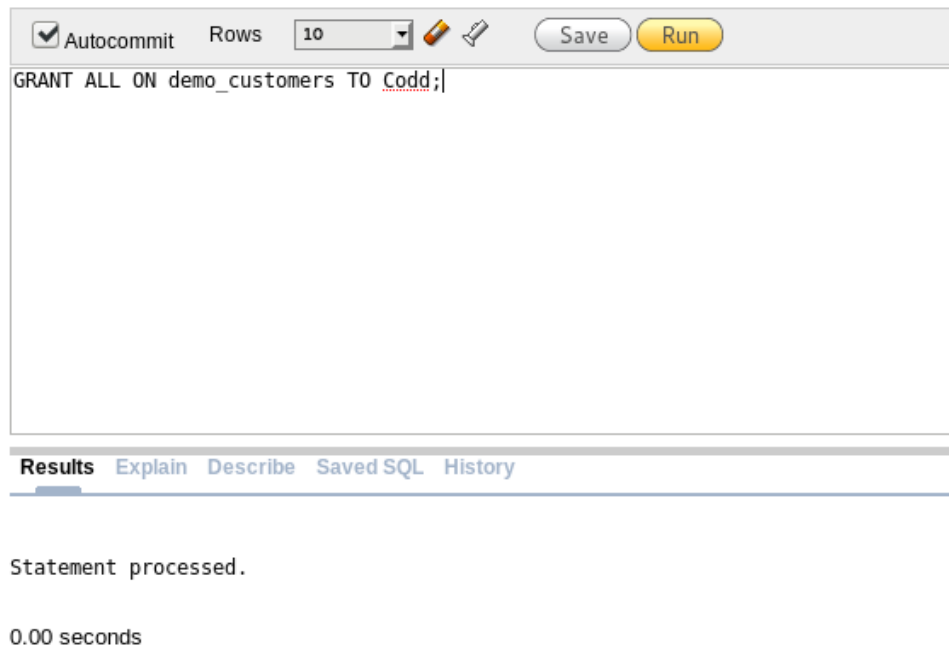 Autocommit Rows 10 Save Run
GRANT ALL ON demo_customers TO Codd;
Results Explain Describe Saved SQL History
Statement processed.
0.00 seconds